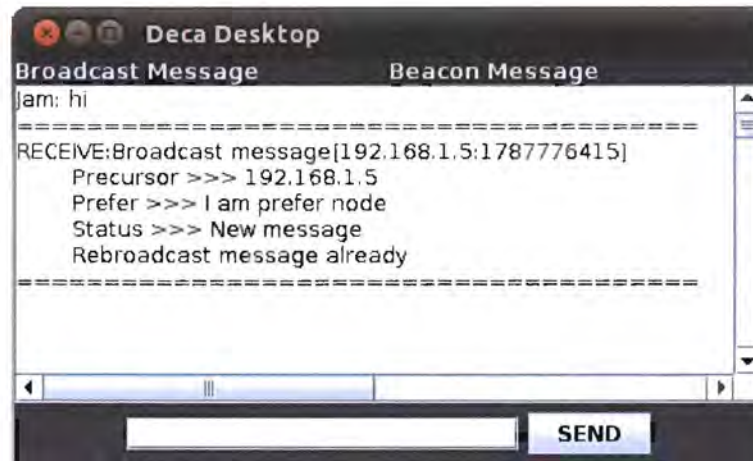 Deca Desktop
Broadcast Message Beacon Message
Jam: hi
======================================
RECEIVE:Broadcast message[192.168.1.5:1787776415]
Precursor >>> 192.168.1.5
Prefer >>> I am prefer node
Status >>> New message
Rebroadcast message already
======================================
SEND